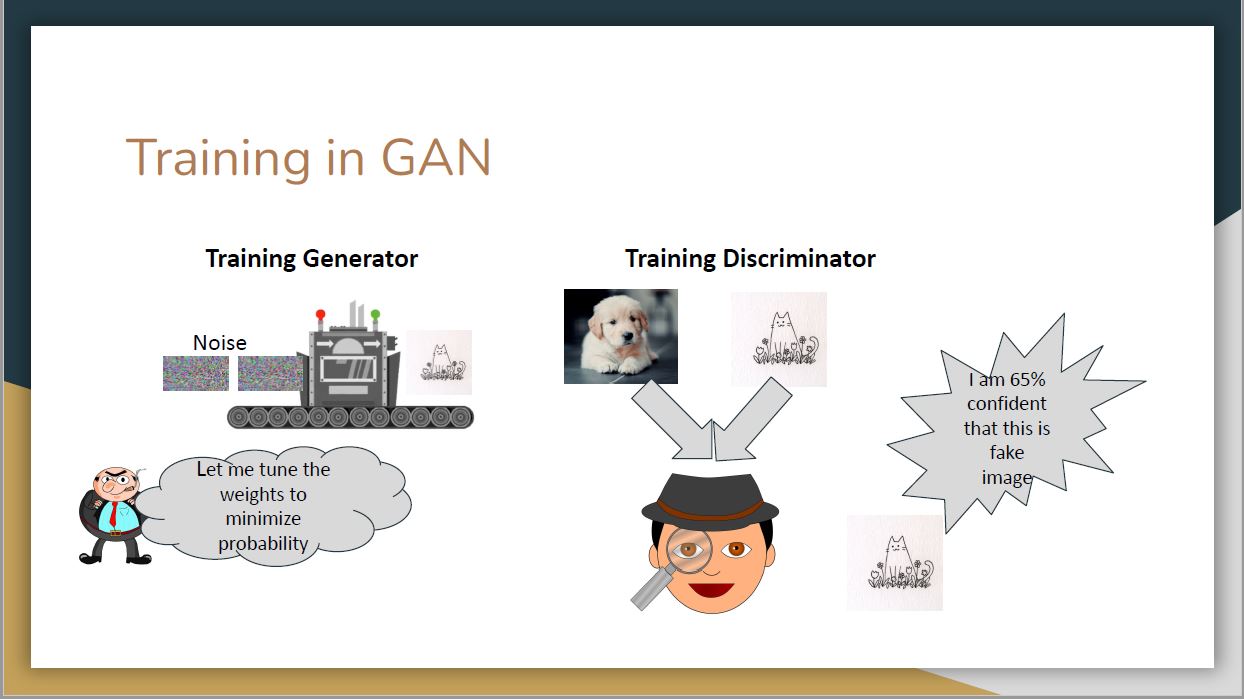 Training in GAN
Training Generator
Noise
Let me tune the
weights to
minimize
probability
Training Discriminator
I am 65%
confident
that this is
fake
image